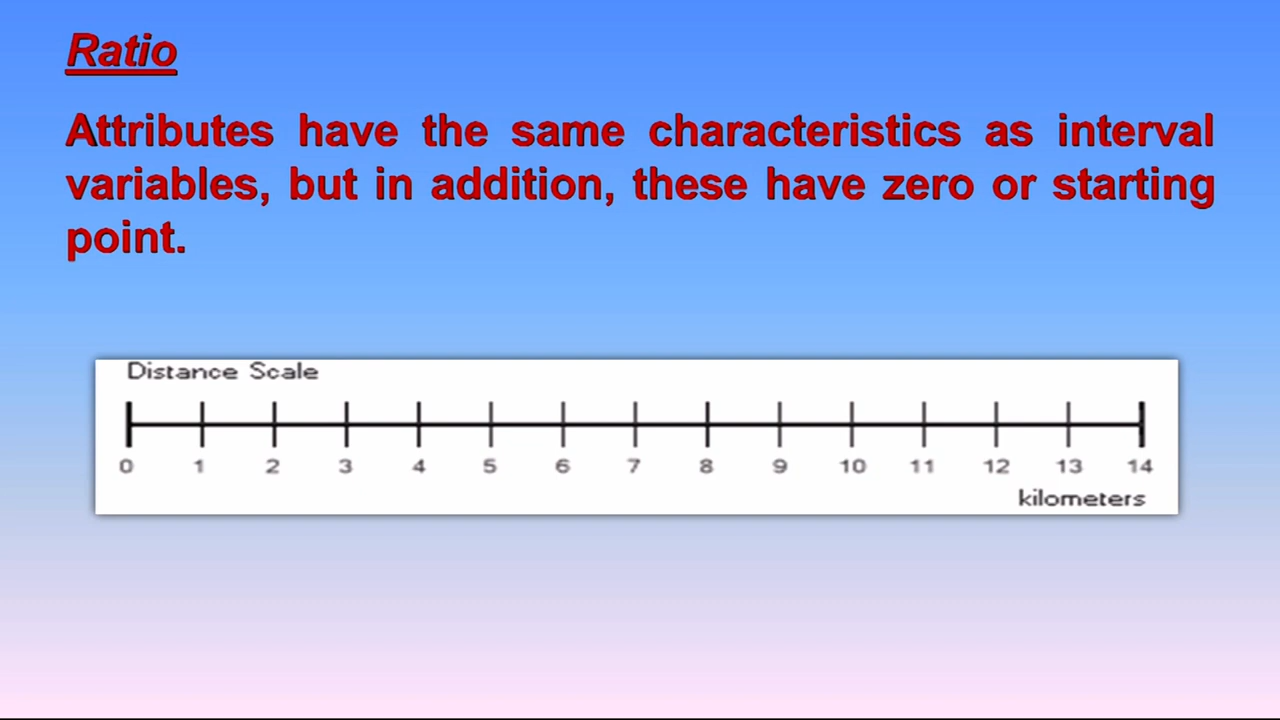 Ratio
Attributes have the same characteristics as interval
variables, but in addition, these have zero or starting
point.
Distance Scale
0 1 2 3 4 5 6 7 8 9 10 11 12 13 14
kilometers